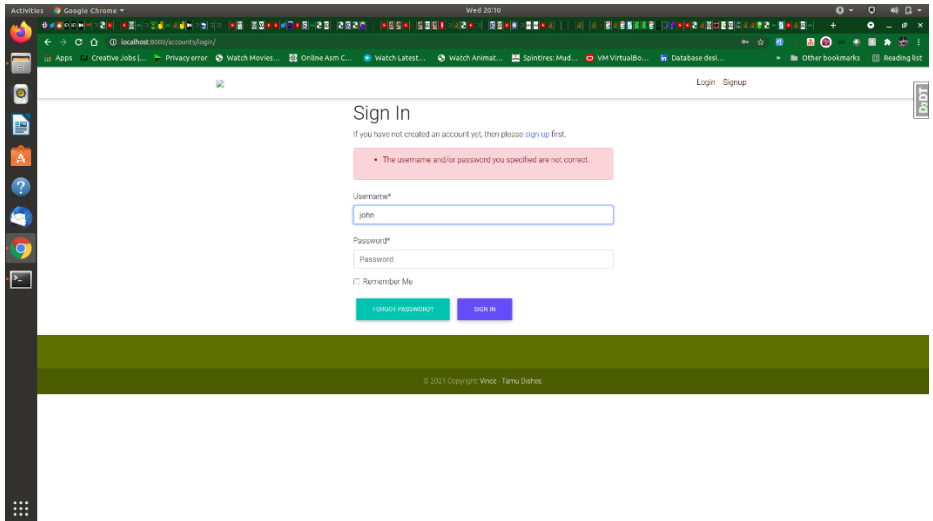 Activities Google Chrome Wed 20:10
localhost:8000/accounts/login/
Apps Creative Jobs |... Privacy error Watch Movies... Online Asm C... Watch Latest... Watch Animat... Spintires: Mud... VM VirtualBo... Database desi... » Other bookmarks Reading list
Login Signup
DjDT
Sign In
If you have not created an account yet, then please sign up first.
• The username and/or password you specified are not correct.
Username*
john
Password*
Password
Remember Me
FORGOT PASSWORD? SIGN IN
© 2021 Copyright: Vince - Tamu Dishes